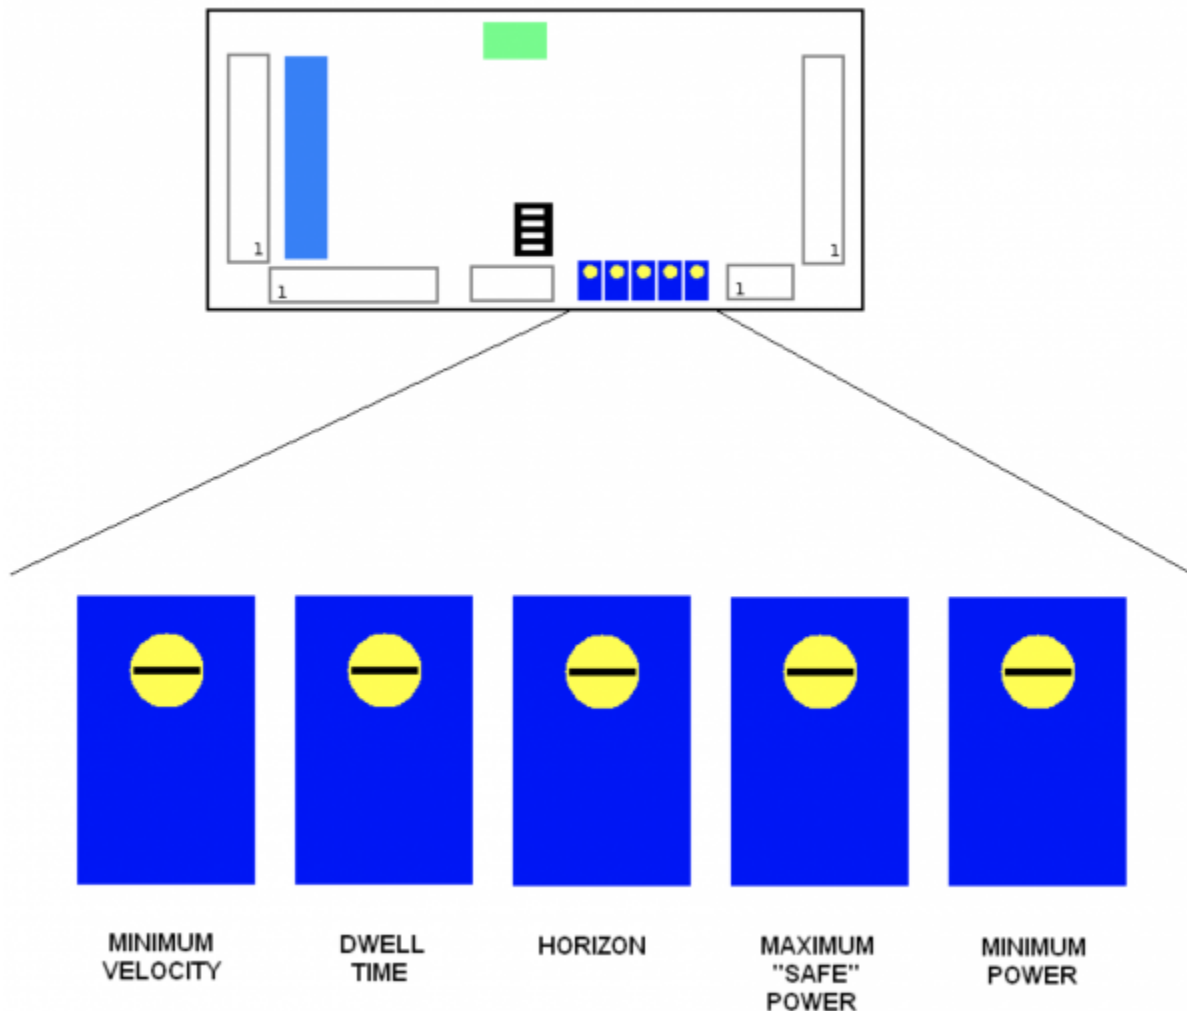 1
1
1
1
MINIMUM
VELOCITY
DWELL
TIME
HORIZON
MAXIMUM
"SAFE"
POWER
MINIMUM
POWER